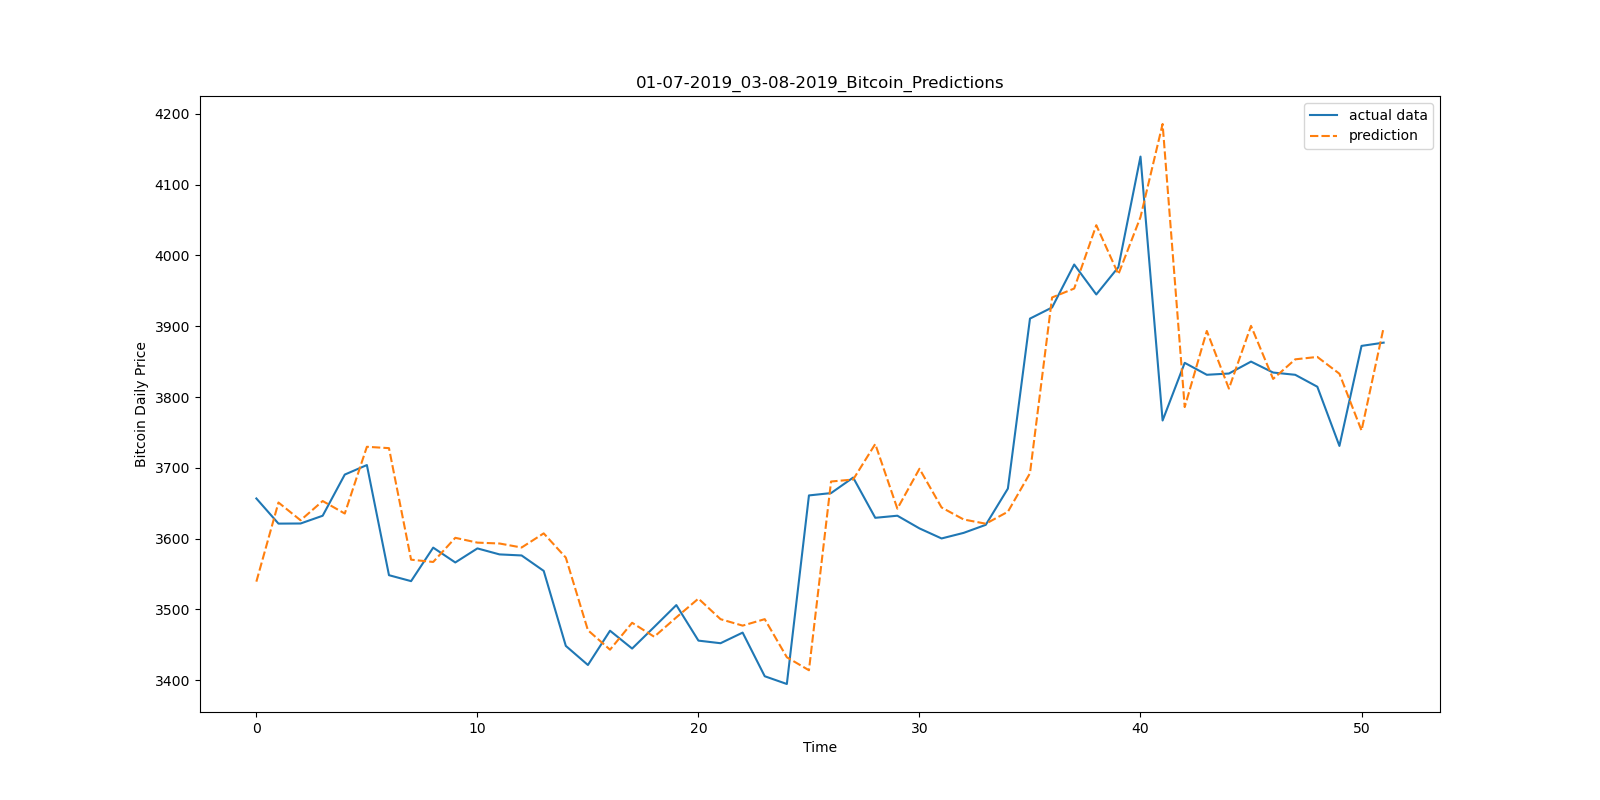 01-07-2019_03-08-2019_Bitcoin_Predictions
actual data
prediction
Bitcoin Daily Price
4200
4100
4000
3900
3800
3700
3600
3500
3400
0 10 20 30 40 50
Time